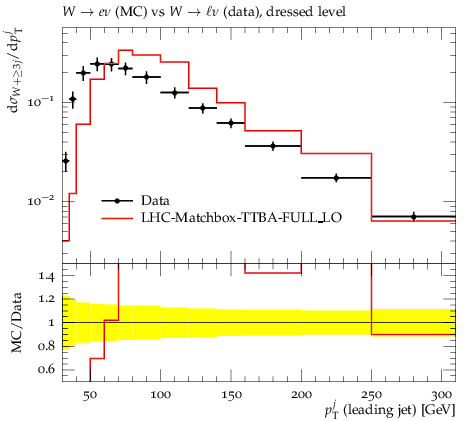 W → eν (MC) vs W → ℓν (data), dressed level
dσ_{W+≥3j}/dp_T^j
10^{−1}
10^{−2}
Data
LHC-Matchbox-TTBA-FULL_LO
MC/Data
1.4
1.2
1
0.8
0.6
50 100 150 200 250 300
p_T^j (leading jet) [GeV]